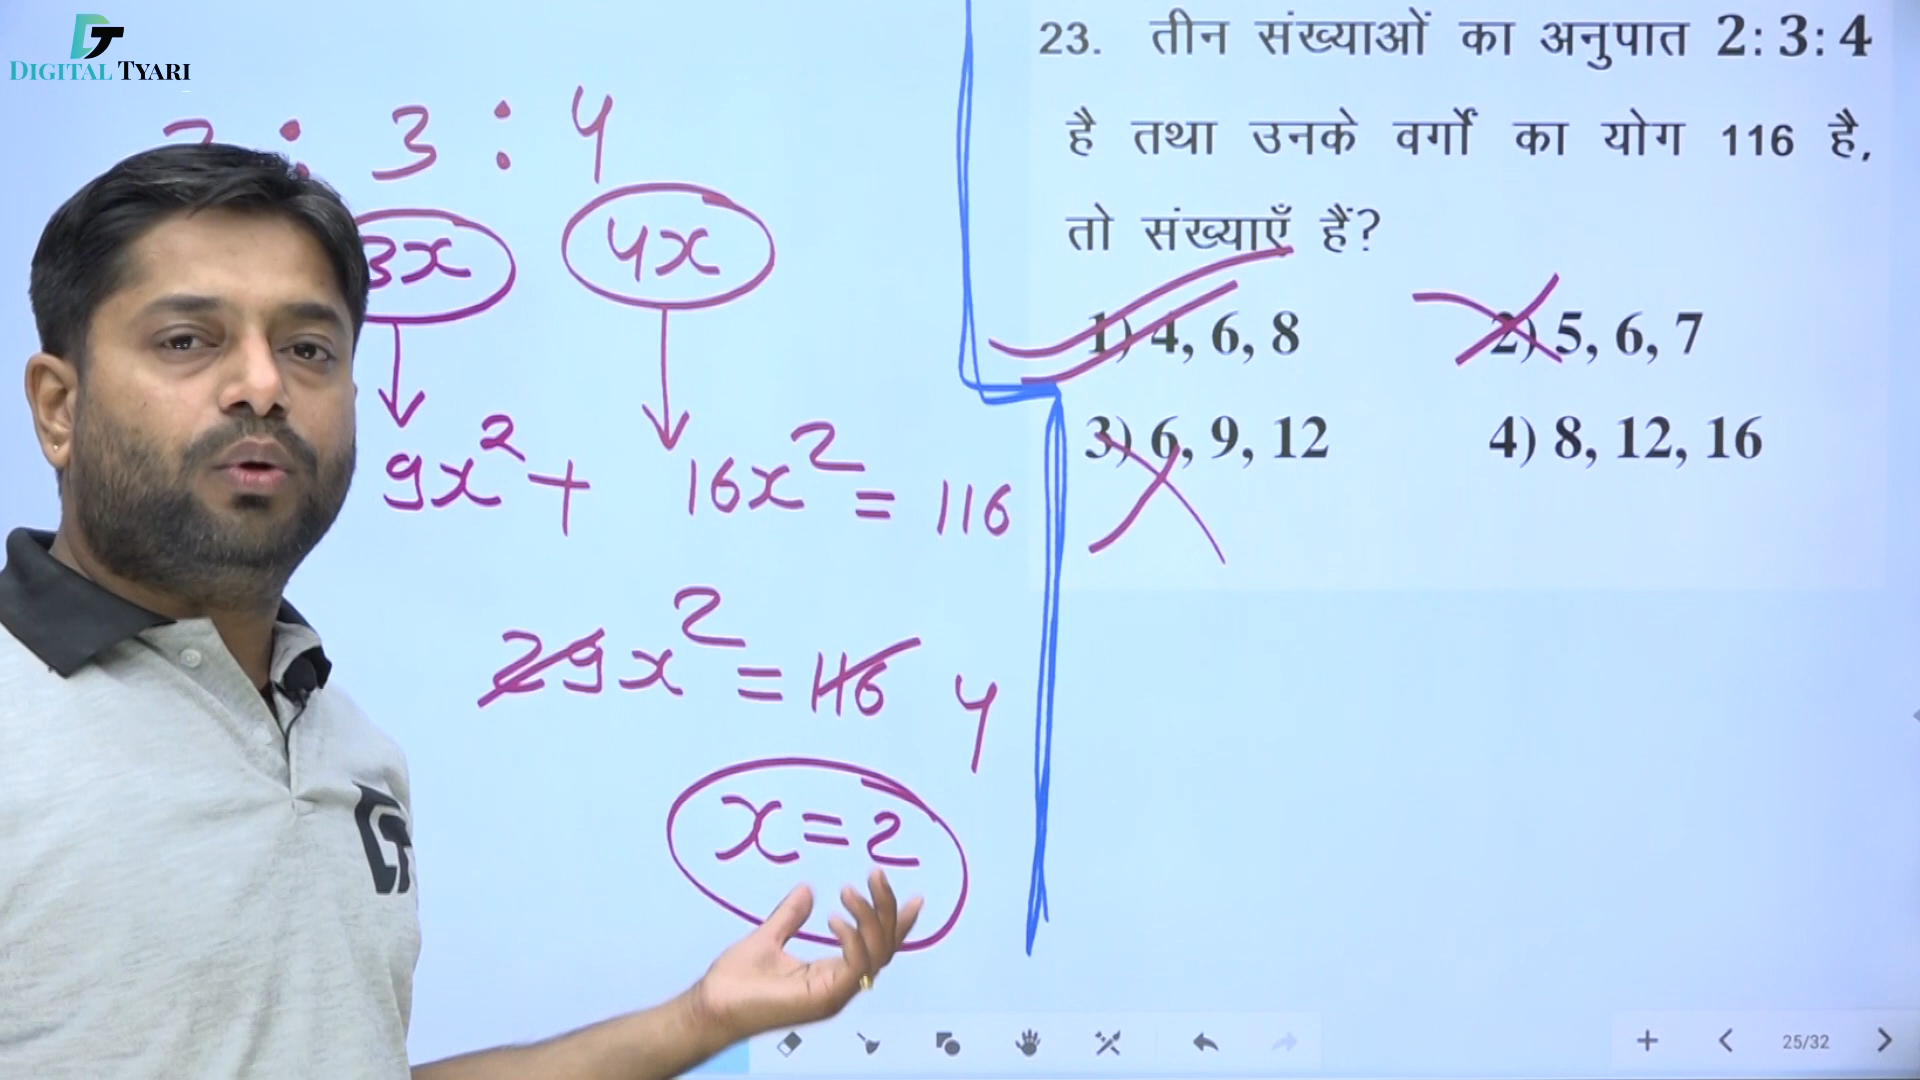 DIGITAL TYARI
: 3 : 4
3x 4x
9x² + 16x² = 116
29x² = 116 4
x = 2
23. तीन संख्याओं का अनुपात 2:3:4
है तथा उनके वर्गों का योग 116 है,
तो संख्याएँ हैं?
1) 4, 6, 8 2) 5, 6, 7
3) 6, 9, 12 4) 8, 12, 16
25/32